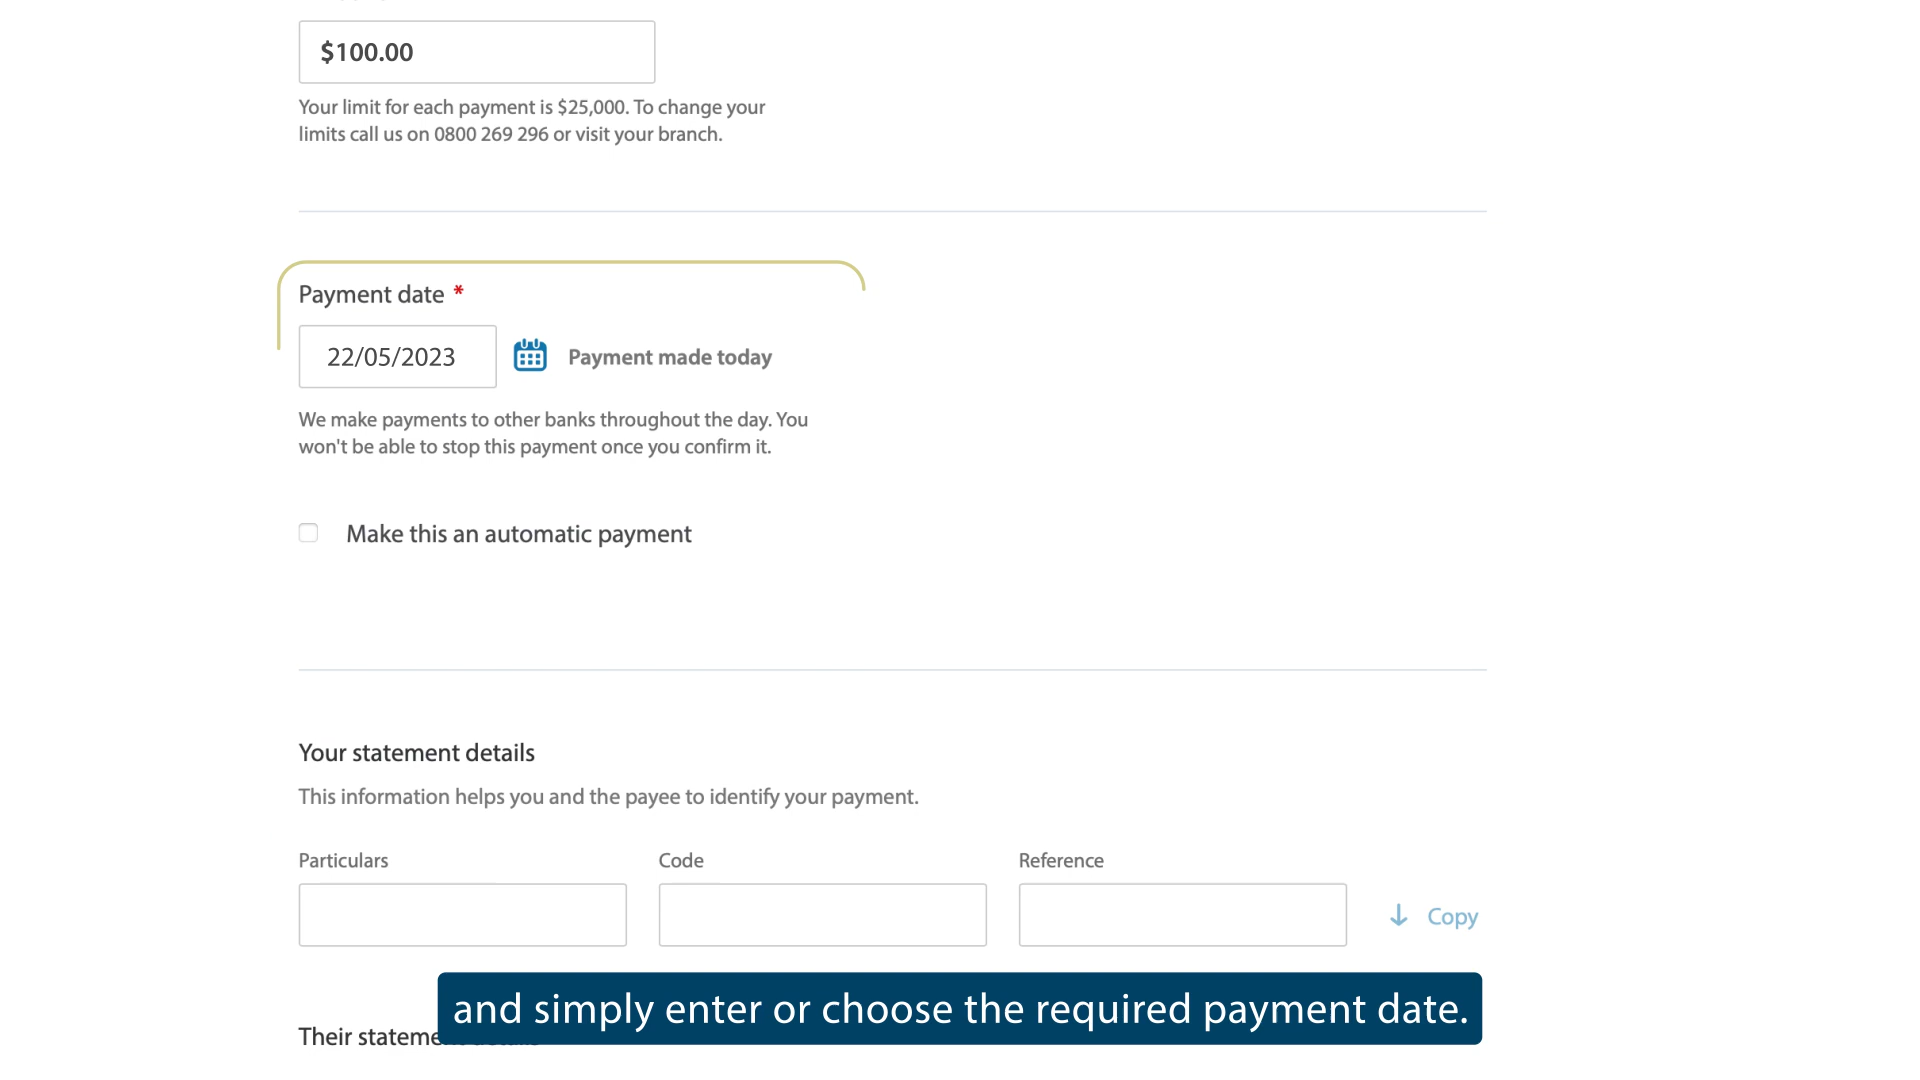 $100.00
Your limit for each payment is $25,000. To change your
limits call us on 0800 269 296 or visit your branch.
Payment date *
22/05/2023 Payment made today
We make payments to other banks throughout the day. You
won't be able to stop this payment once you confirm it.
Make this an automatic payment
Your statement details
This information helps you and the payee to identify your payment.
Particulars Code Reference
Copy
and simply enter or choose the required payment date.
Their